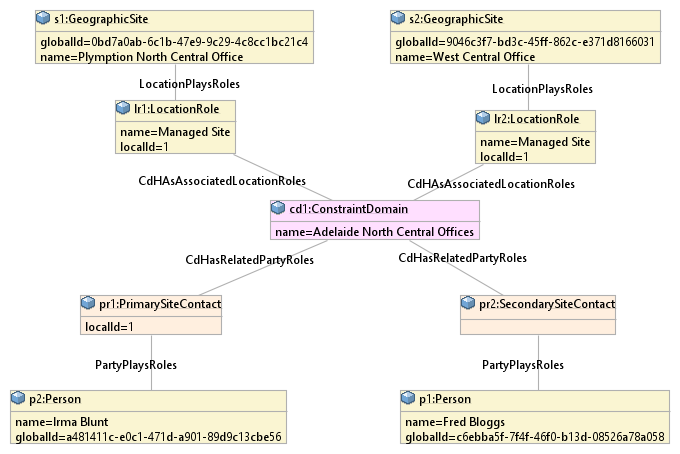 s1:GeographicSite
globalId=0bd7a0ab-6c1b-47e9-9c29-4c8cc1bc21c4
name=Plymption North Central Office
s2:GeographicSite
globalId=9046c3f7-bd3c-45ff-862c-e371d8166031
name=West Central Office
LocationPlaysRoles
LocationPlaysRoles
lr1:LocationRole
name=Managed Site
localId=1
lr2:LocationRole
name=Managed Site
localId=1
CdHAsAssociatedLocationRoles
CdHAsAssociatedLocationRoles
cd1:ConstraintDomain
name=Adelaide North Central Offices
CdHasRelatedPartyRoles
CdHasRelatedPartyRoles
pr1:PrimarySiteContact
localId=1
pr2:SecondarySiteContact
PartyPlaysRoles
PartyPlaysRoles
p2:Person
name=Irma Blunt
globalId=a481411c-e0c1-471d-a901-89d9c13cbe56
p1:Person
name=Fred Bloggs
globalId=c6ebba5f-7f4f-46f0-b13d-08526a78a058